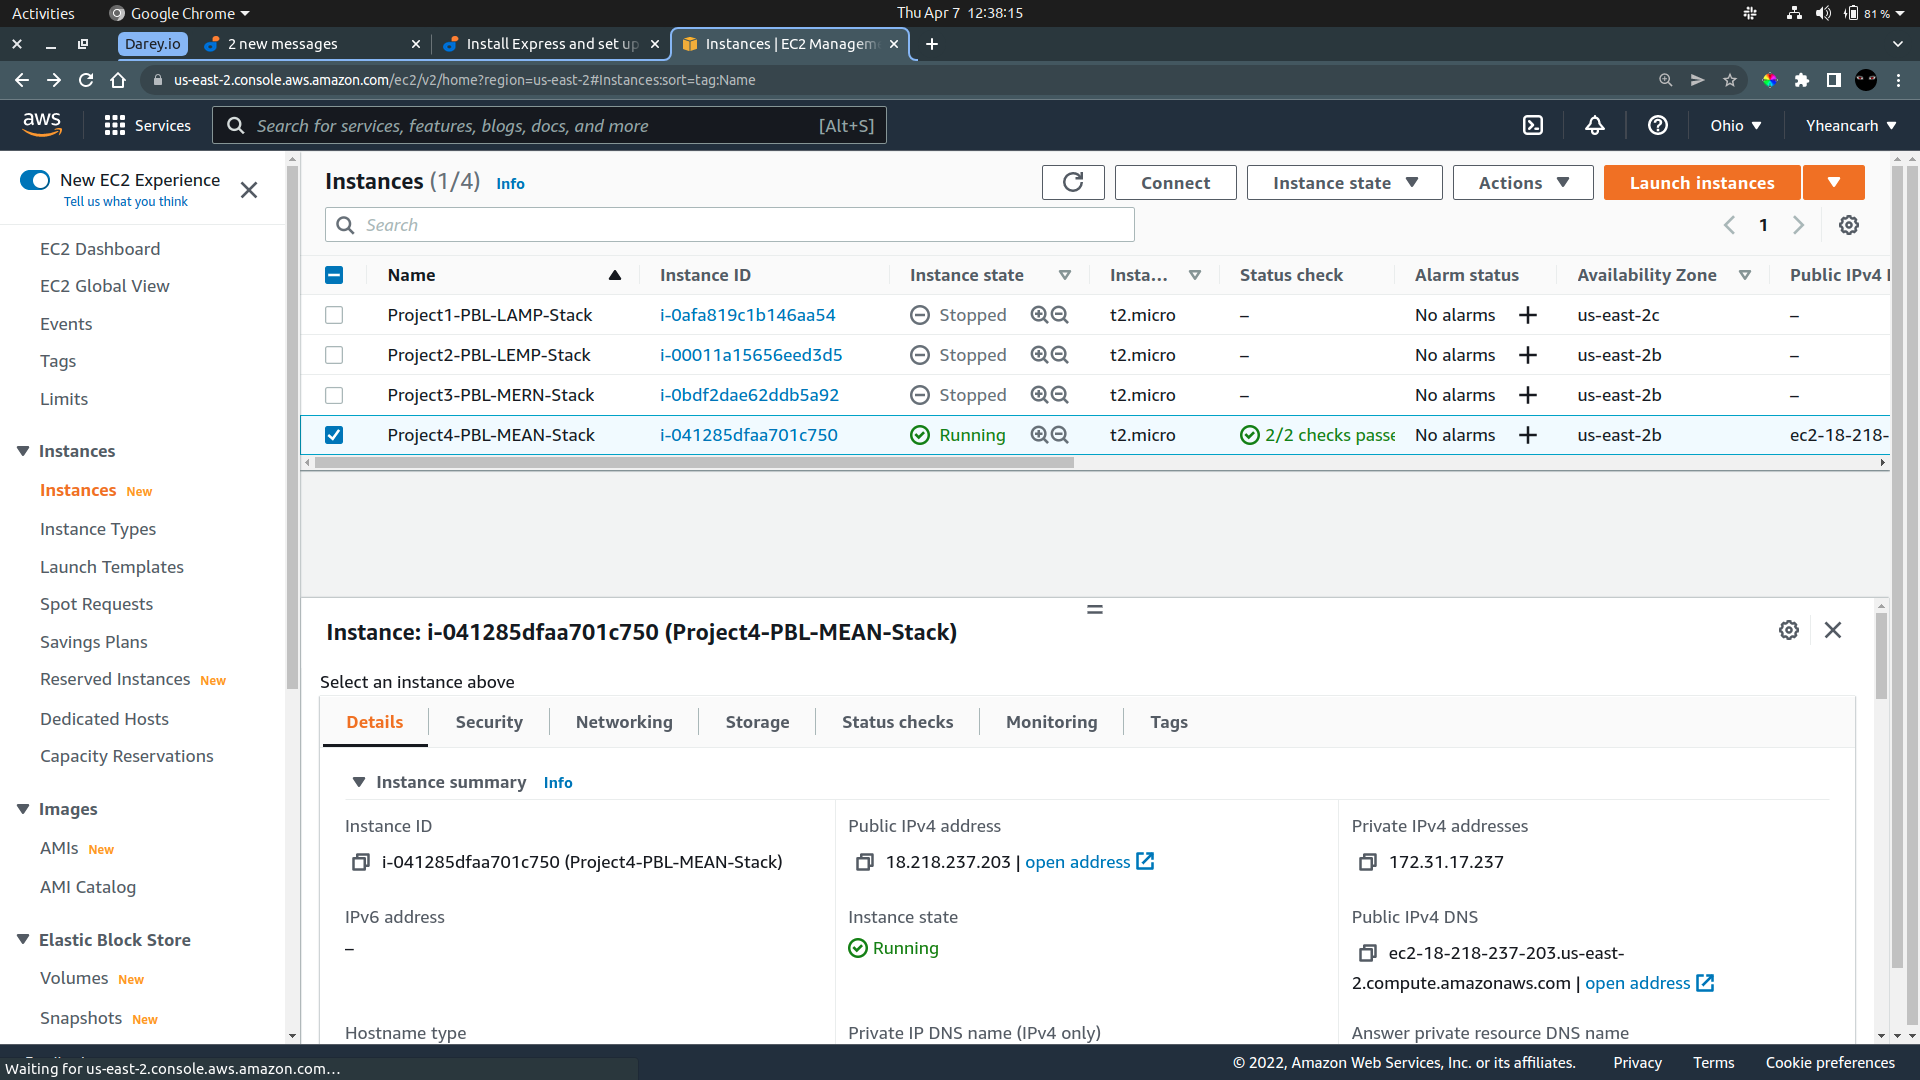 Activities Google Chrome Thu Apr 7 12:38:15 81 %
Darey.io 2 new messages Install Express and set up Instances | EC2 Managem
us-east-2.console.aws.amazon.com/ec2/v2/home?region=us-east-2#Instances:sort=tag:Name
aws Services Search for services, features, blogs, docs, and more [Alt+S] Ohio Yheancarh
New EC2 Experience
Tell us what you think
EC2 Dashboard
EC2 Global View
Events
Tags
Limits
Instances
Instances New
Instance Types
Launch Templates
Spot Requests
Savings Plans
Reserved Instances New
Dedicated Hosts
Capacity Reservations
Images
AMIs New
AMI Catalog
Elastic Block Store
Volumes New
Snapshots New
Instances (1/4) Info Connect Instance state Actions Launch instances
Search 1
Name Instance ID Instance state Insta... Status check Alarm status Availability Zone Public IPv4
Project1-PBL-LAMP-Stack i-0afa819c1b146aa54 Stopped t2.micro – No alarms + us-east-2c –
Project2-PBL-LEMP-Stack i-00011a15656eed3d5 Stopped t2.micro – No alarms + us-east-2b –
Project3-PBL-MERN-Stack i-0bdf2dae62ddb5a92 Stopped t2.micro – No alarms + us-east-2b –
Project4-PBL-MEAN-Stack i-041285dfaa701c750 Running t2.micro 2/2 checks passe No alarms + us-east-2b ec2-18-218-
Instance: i-041285dfaa701c750 (Project4-PBL-MEAN-Stack)
Select an instance above
Details Security Networking Storage Status checks Monitoring Tags
Instance summary Info
Instance ID
i-041285dfaa701c750 (Project4-PBL-MEAN-Stack)
Public IPv4 address
18.218.237.203 | open address
Private IPv4 addresses
172.31.17.237
IPv6 address
–
Instance state
Running
Public IPv4 DNS
ec2-18-218-237-203.us-east-
2.compute.amazonaws.com | open address
Hostname type
Private IP DNS name (IPv4 only)
Answer private resource DNS name
© 2022, Amazon Web Services, Inc. or its affiliates. Privacy Terms Cookie preferences
Waiting for us-east-2.console.aws.amazon.com…